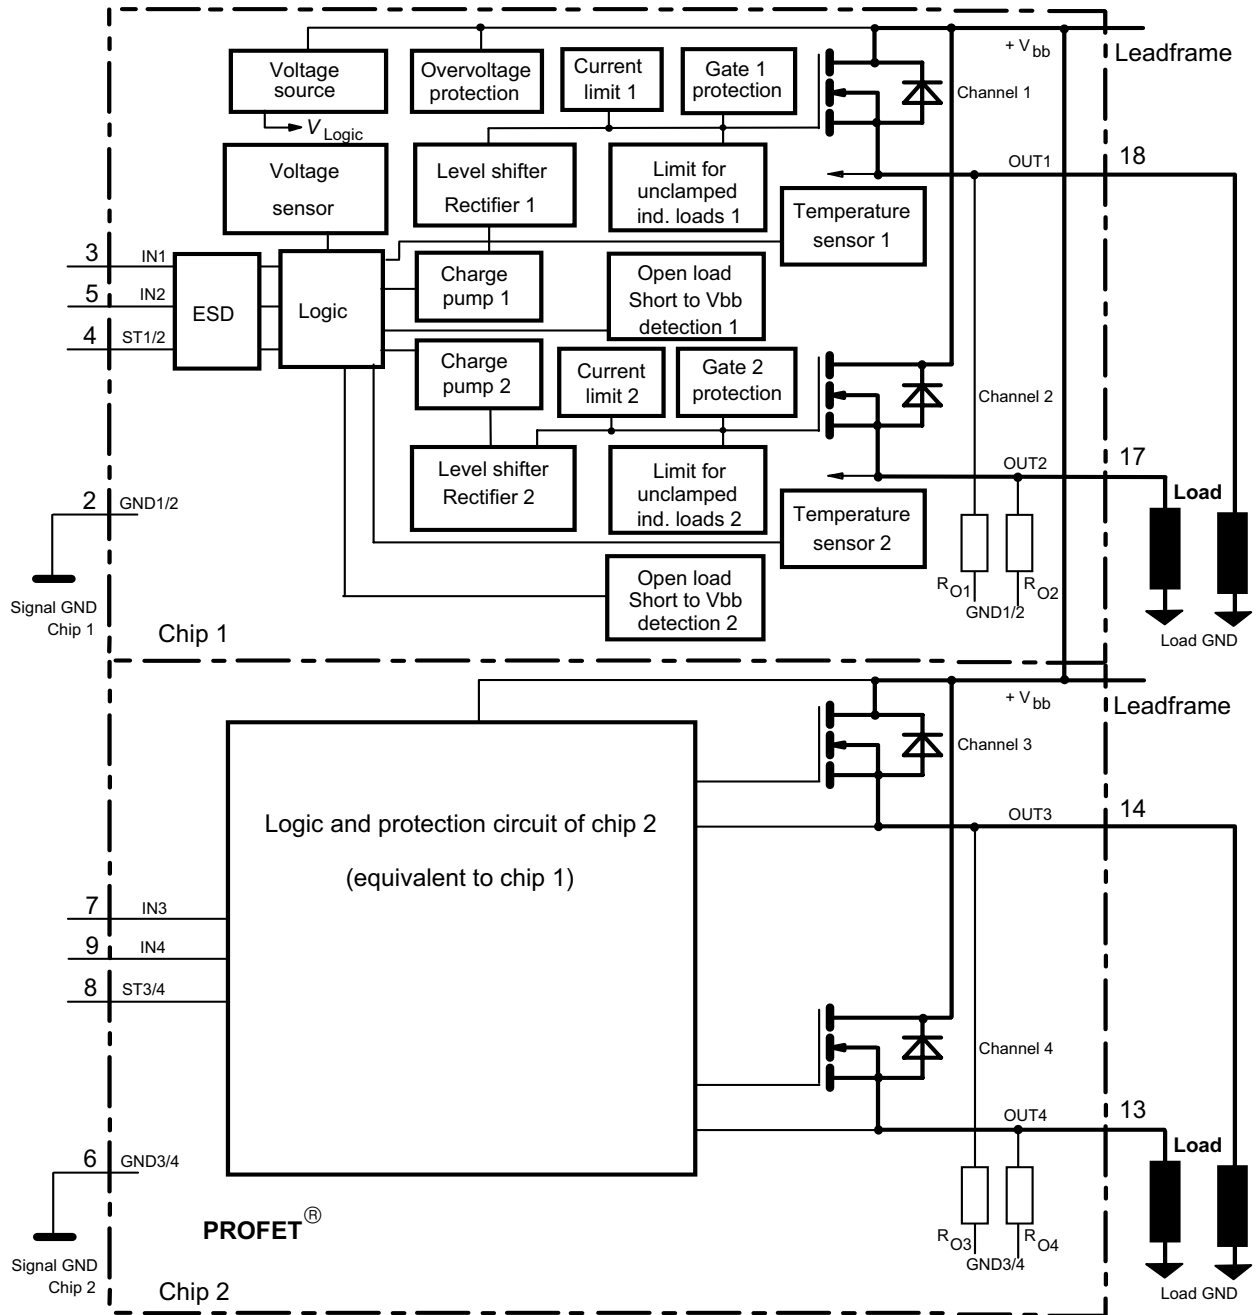 + Vbb
Leadframe
Voltage
source
Overvoltage
protection
Current
limit 1
Gate 1
protection
Channel 1
VLogic
Voltage
sensor
Level shifter
Rectifier 1
Limit for
unclamped
ind. loads 1
OUT1
18
Temperature
sensor 1
3
IN1
5
IN2
4
ST1/2
ESD
Logic
Charge
pump 1
Open load
Short to Vbb
detection 1
Charge
pump 2
Current
limit 2
Gate 2
protection
Channel 2
Level shifter
Rectifier 2
Limit for
unclamped
ind. loads 2
OUT2
17
Load
2
GND1/2
Temperature
sensor 2
Signal GND
Chip 1
Open load
Short to Vbb
detection 2
RO1
RO2
GND1/2
Load GND
Chip 1
+ Vbb
Leadframe
Channel 3
Logic and protection circuit of chip 2
(equivalent to chip 1)
OUT3
14
7
IN3
9
IN4
8
ST3/4
Channel 4
OUT4
13
Load
6
GND3/4
PROFET®
RO3
RO4
GND3/4
Signal GND
Chip 2
Load GND
Chip 2